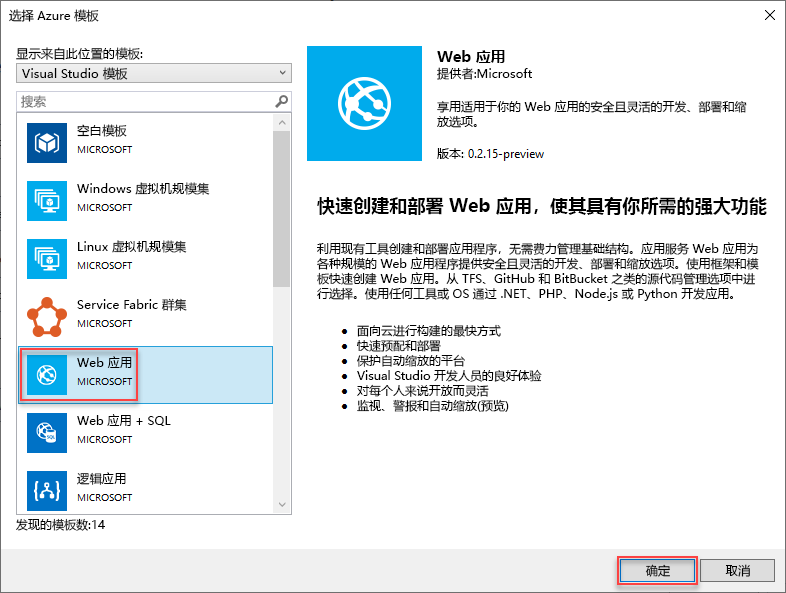 选择 Azure 模板
显示来自此位置的模板:
Visual Studio 模板
搜索
空白模板
MICROSOFT
Windows 虚拟机规模集
MICROSOFT
Linux 虚拟机规模集
MICROSOFT
Service Fabric 群集
MICROSOFT
Web 应用
MICROSOFT
Web 应用 + SQL
MICROSOFT
SQL
逻辑应用
MICROSOFT
发现的模板数:14
Web 应用
提供者:Microsoft
享用适用于你的 Web 应用的安全且灵活的开发、部署和缩
放选项。
版本: 0.2.15-preview
快速创建和部署 Web 应用，使其具有你所需的强大功能
利用现有工具创建和部署应用程序，无需费力管理基础结构。应用服务 Web 应用为
各种规模的 Web 应用程序提供安全且灵活的开发、部署和缩放选项。使用框架和模
板快速创建 Web 应用。从 TFS、GitHub 和 BitBucket 之类的源代码管理选项中进
行选择。使用任何工具或 OS 通过 .NET、PHP、Node.js 或 Python 开发应用。
• 面向云进行构建的最快方式
• 快速预配和部署
• 保护自动缩放的平台
• Visual Studio 开发人员的良好体验
• 对每个人来说开放而灵活
• 监视、警报和自动缩放(预览)
确定
取消